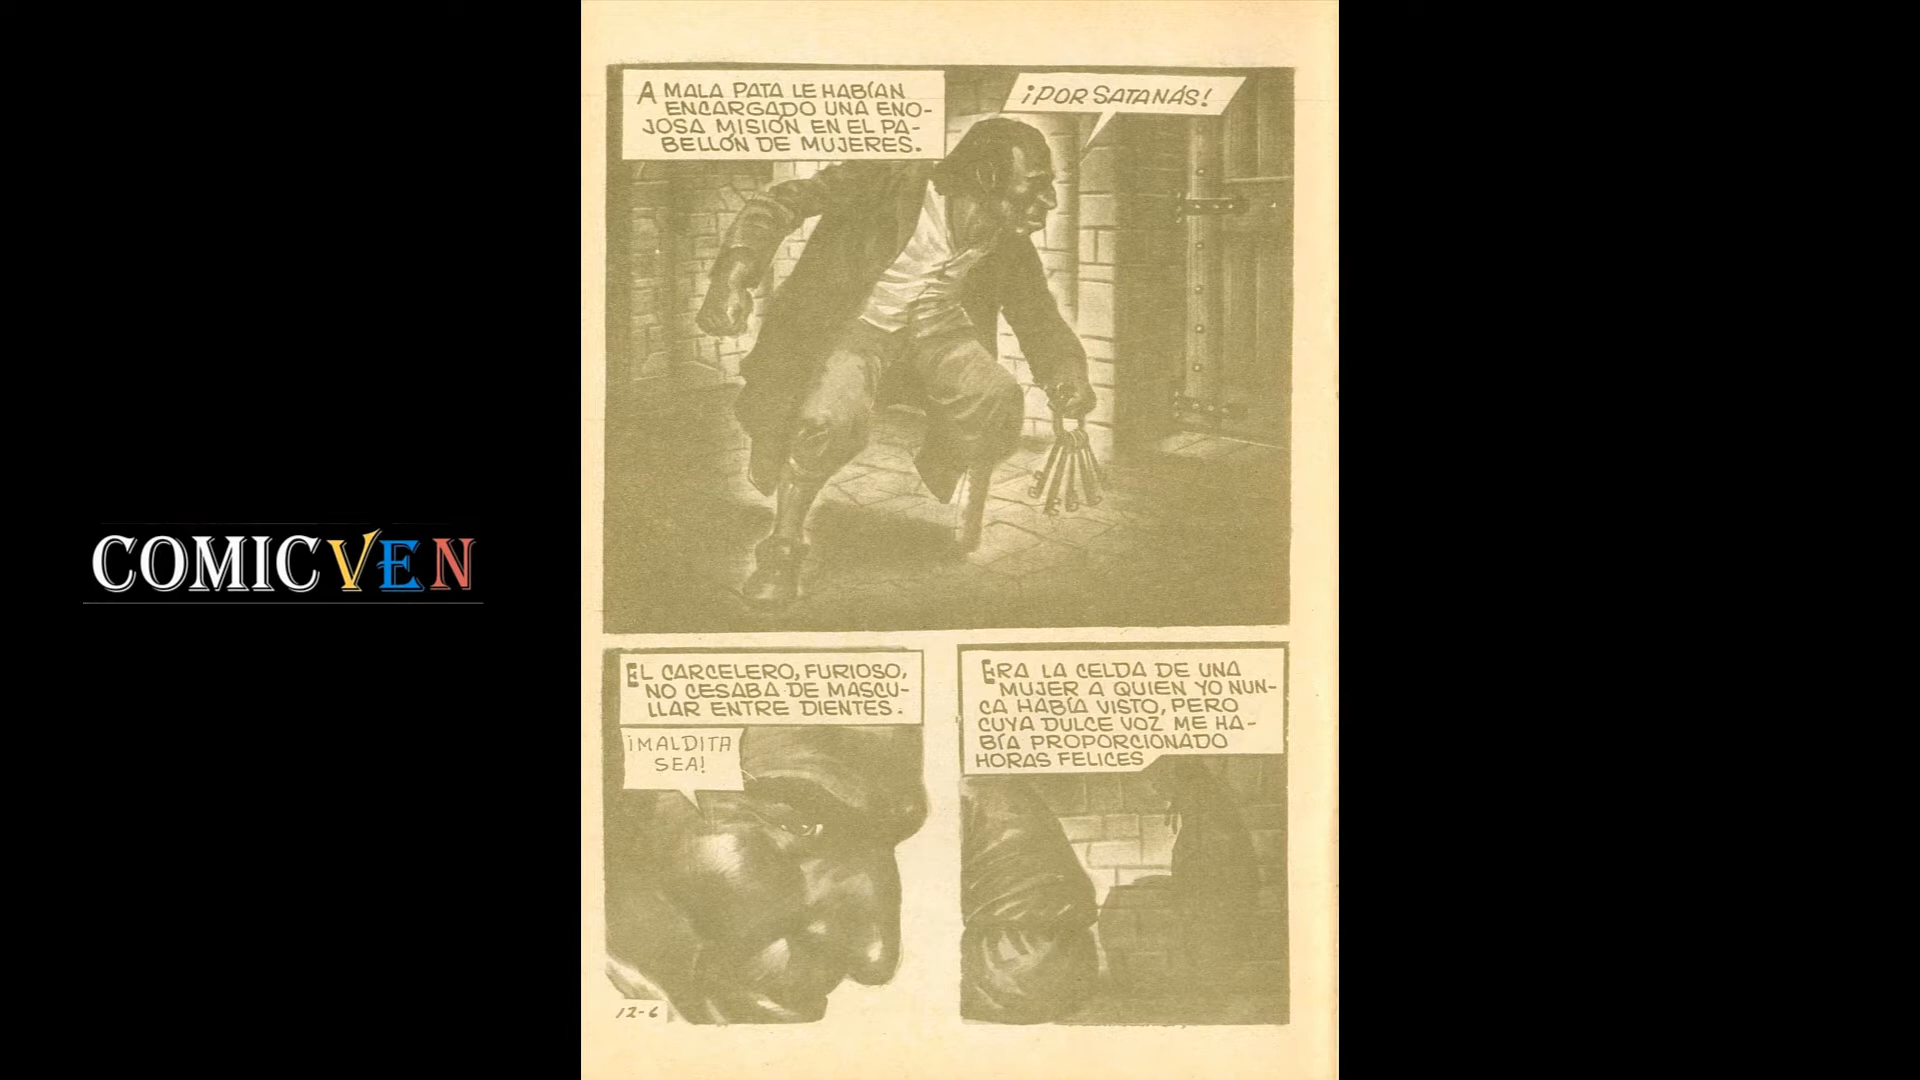 A MALA PATA LE HABÍAN
ENCARGADO UNA ENO-
JOSA MISIÓN EN EL PA-
BELLÓN DE MUJERES.
¡POR SATANÁS!
EL CARCELERO, FURIOSO,
NO CESABA DE MASCU-
LLAR ENTRE DIENTES.
¡MALDITA
SEA!
ERA LA CELDA DE UNA
MUJER A QUIEN YO NUN-
CA HABÍA VISTO, PERO
CUYA DULCE VOZ ME HA-
BÍA PROPORCIONADO
HORAS FELICES
12-6
COMICVEN